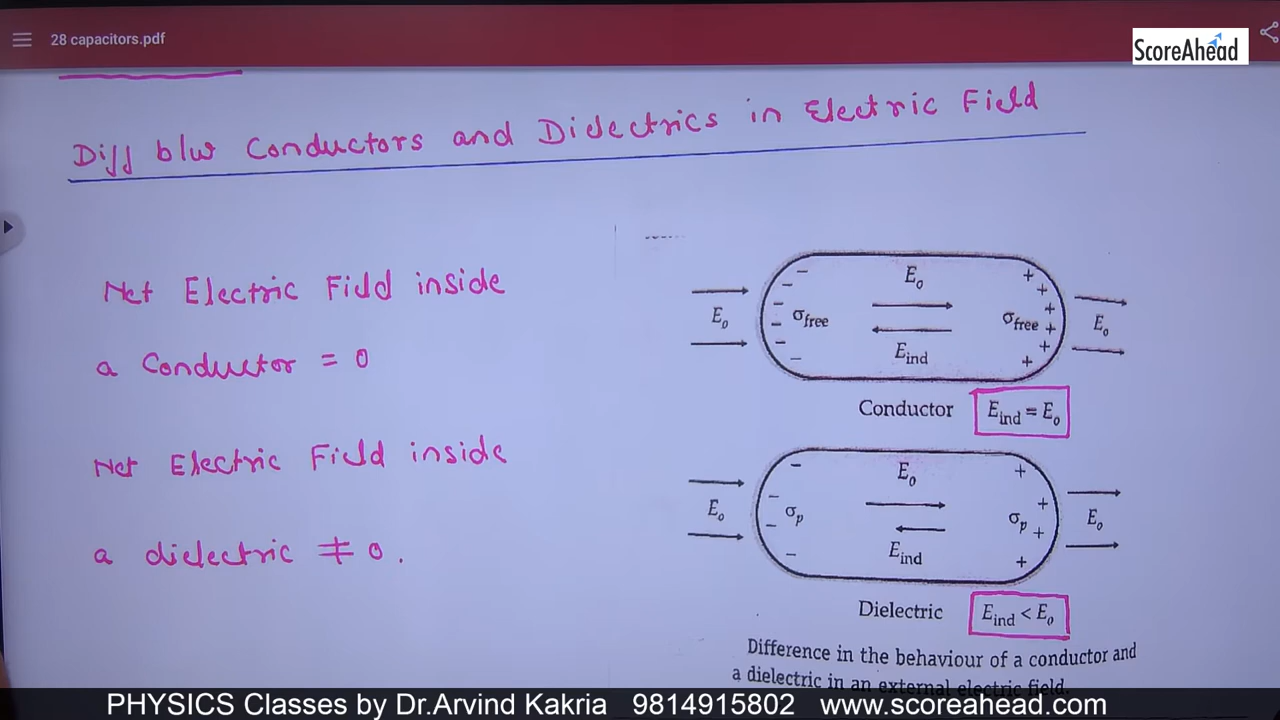 28 capacitors.pdf
ScoreAhead
Diff b/w Conductors and Dielectrics in Electric Field
Net Electric Field inside
a Conductor = 0
Net Electric Field inside
a dielectric ≠ 0.
E₀
− − − − − −
σfree
E₀
Eind
σfree
+ + + + + +
E₀
Conductor
Eind = E₀
E₀
− − − −
σp
E₀
Eind
σp
+ + + +
E₀
Dielectric
Eind < E₀
Difference in the behaviour of a conductor and
a dielectric in an external electric field.
PHYSICS Classes by Dr.Arvind Kakria 9814915802 www.scoreahead.com